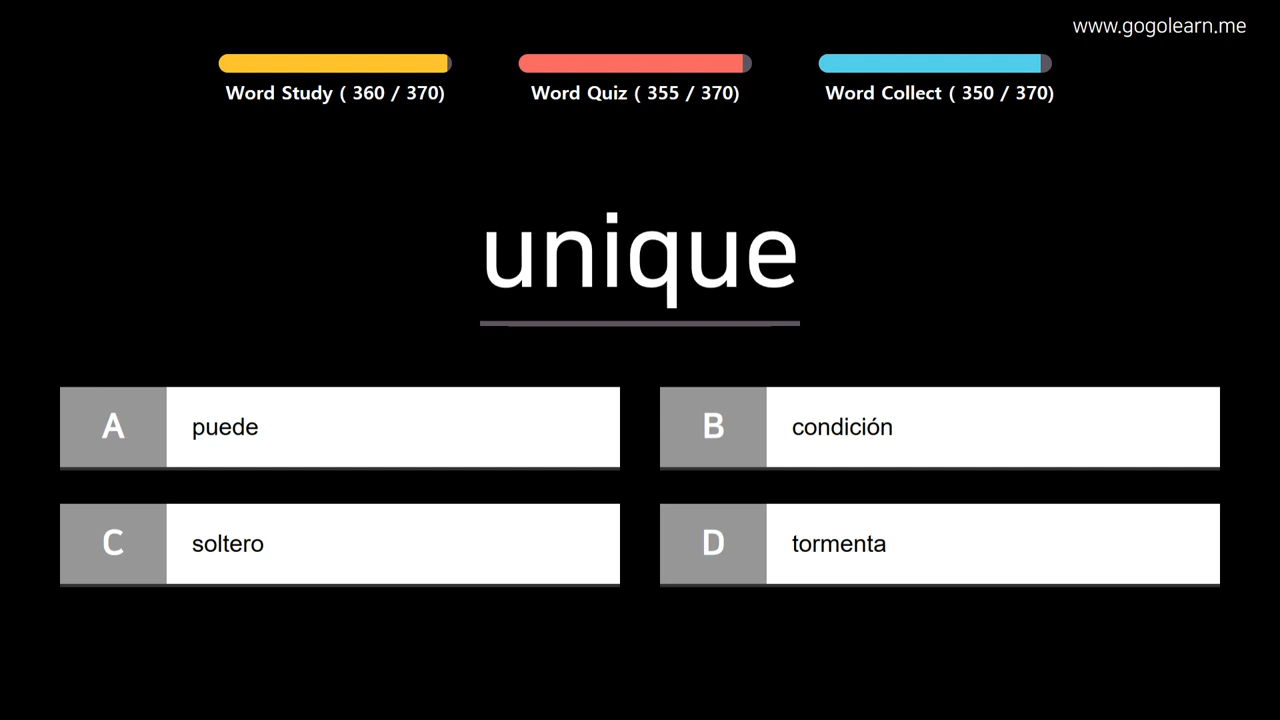 www.gogolearn.me
Word Study ( 360 / 370)
Word Quiz ( 355 / 370)
Word Collect ( 350 / 370)
unique
A puede
B condición
C soltero
D tormenta